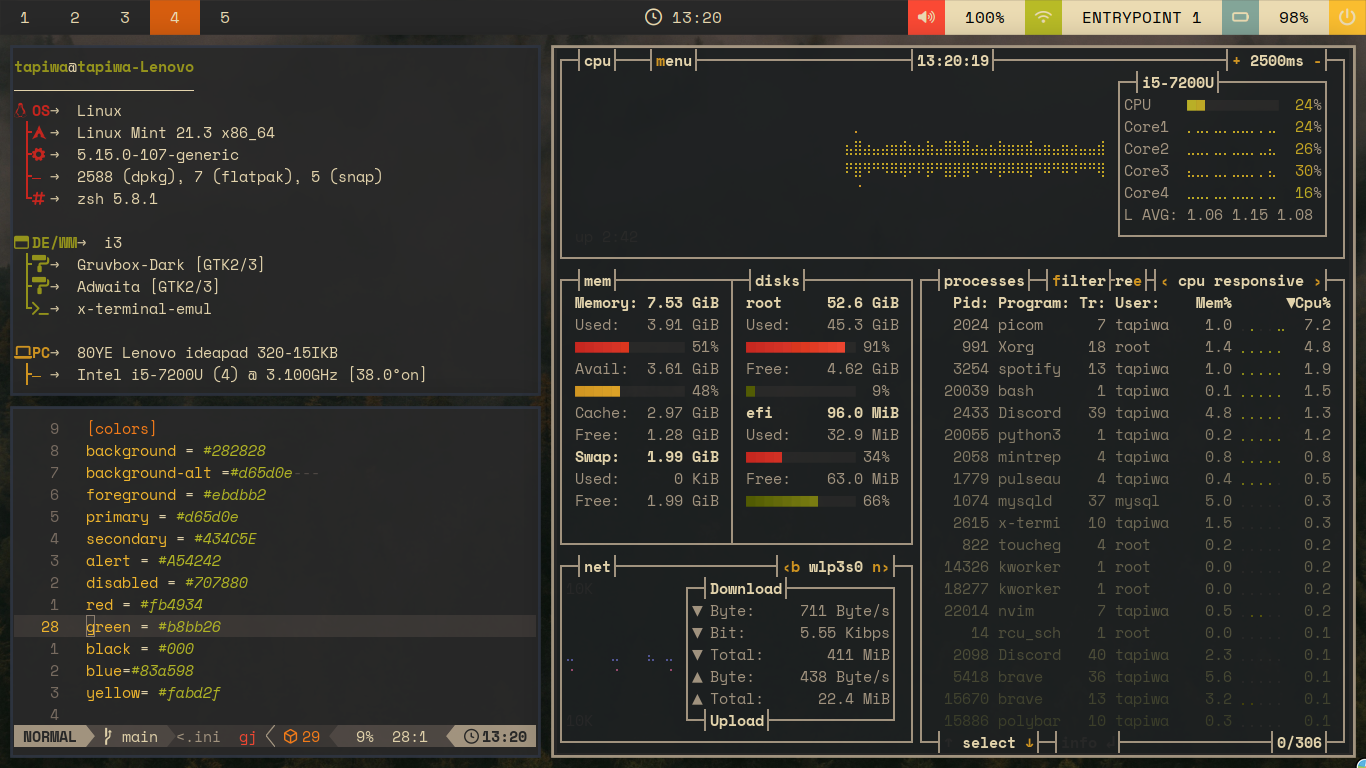 1 2 3 4 5 13:20 100% ENTRYPOINT 1 98%
tapiwa@tapiwa-Lenovo
OS→ Linux
→ Linux Mint 21.3 x86_64
→ 5.15.0-107-generic
→ 2588 (dpkg), 7 (flatpak), 5 (snap)
→ zsh 5.8.1
DE/WM→ i3
→ Gruvbox-Dark [GTK2/3]
→ Adwaita [GTK2/3]
→ x-terminal-emul
PC→ 80YE Lenovo ideapad 320-15IKB
→ Intel i5-7200U (4) @ 3.100GHz [38.0°on]
9 [colors]
8 background = #282828
7 background-alt =#d65d0e---
6 foreground = #ebdbb2
5 primary = #d65d0e
4 secondary = #434C5E
3 alert = #A54242
2 disabled = #707880
1 red = #fb4934
28 green = #b8bb26
1 black = #000
2 blue=#83a598
3 yellow= #fabd2f
4
NORMAL main <.ini gj 29 9% 28:1 13:20
cpu menu 13:20:19 + 2500ms -
i5-7200U
CPU 24%
Core1 24%
Core2 26%
Core3 30%
Core4 16%
L AVG: 1.06 1.15 1.08
up 2:42
mem
Memory: 7.53 GiB
Used: 3.91 GiB
51%
Avail: 3.61 GiB
48%
Cache: 2.97 GiB
Free: 1.28 GiB
Swap: 1.99 GiB
Used: 0 KiB
Free: 1.99 GiB
disks
root 52.6 GiB
Used: 45.3 GiB
91%
Free: 4.62 GiB
9%
efi 96.0 MiB
Used: 32.9 MiB
34%
Free: 63.0 MiB
66%
net ‹b wlp3s0 n›
10K
Download
▼ Byte: 711 Byte/s
▼ Bit: 5.55 Kibps
▼ Total: 411 MiB
▲ Byte: 438 Byte/s
▲ Total: 22.4 MiB
10K
Upload
processes filter ree ‹ cpu responsive ›
Pid: Program: Tr: User: Mem% ▼Cpu%
2024 picom 7 tapiwa 1.0 7.2
991 Xorg 18 root 1.4 4.8
3254 spotify 13 tapiwa 1.0 1.9
20039 bash 1 tapiwa 0.1 1.5
2433 Discord 39 tapiwa 4.8 1.3
20055 python3 1 tapiwa 0.2 1.2
2058 mintrep 4 tapiwa 0.8 0.8
1779 pulseau 4 tapiwa 0.4 0.5
1074 mysqld 37 mysql 5.0 0.3
2615 x-termi 10 tapiwa 1.5 0.3
822 toucheg 4 root 0.2 0.2
14326 kworker 1 root 0.0 0.2
18277 kworker 1 root 0.0 0.2
22014 nvim 7 tapiwa 0.5 0.2
14 rcu_sch 1 root 0.0 0.1
2098 Discord 40 tapiwa 2.3 0.1
5418 brave 36 tapiwa 5.6 0.1
15670 brave 13 tapiwa 3.2 0.1
15886 polybar 10 tapiwa 0.3 0.1
select ↓ info ↲ 0/306